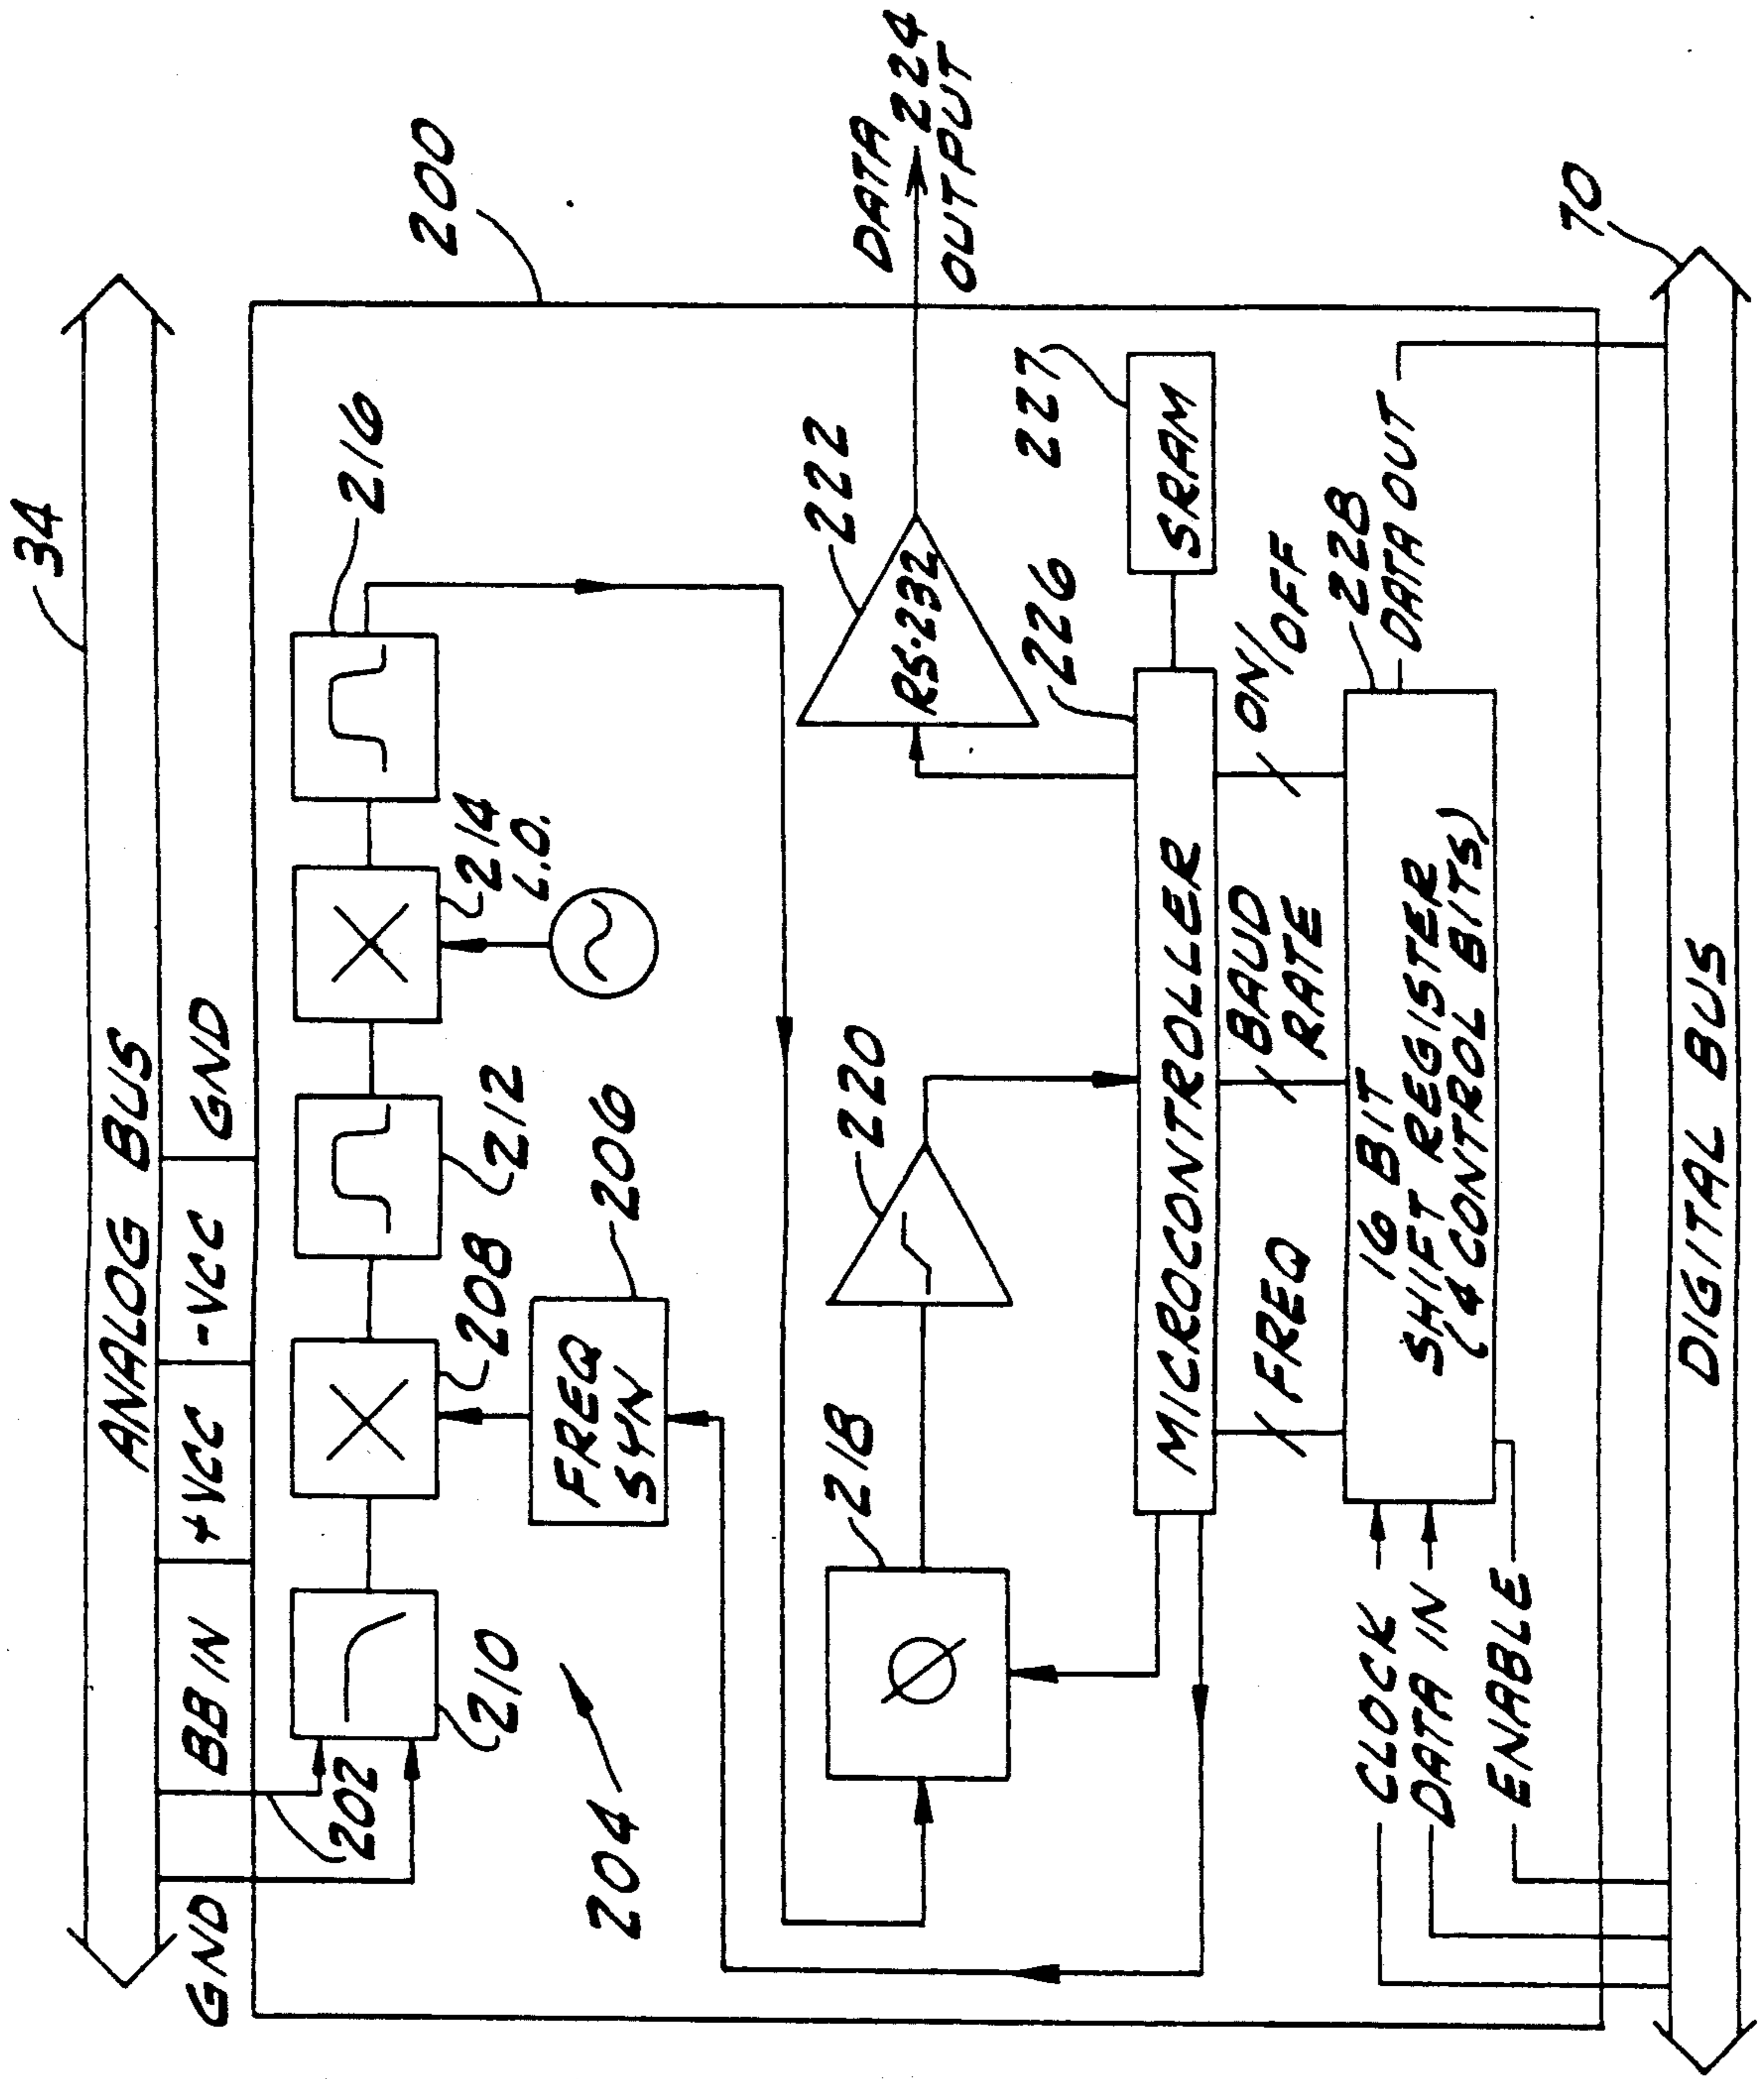 34
ANALOG BUS
GND
BB IN
+VCC
-VCC
GND
200
202
210
208
212
214
L.O.
216
204
FREQ
SYN
206
218
220
222
RS-232
DATA
224
OUTPUT
MICROCONTROLLER
226
SRAM
227
FREQ
BAUD
RATE
ON/OFF
16 BIT
SHIFT REGISTER
(4 CONTROL BITS)
228
DATA OUT
CLOCK
DATA IN
ENABLE
DIGITAL BUS
70